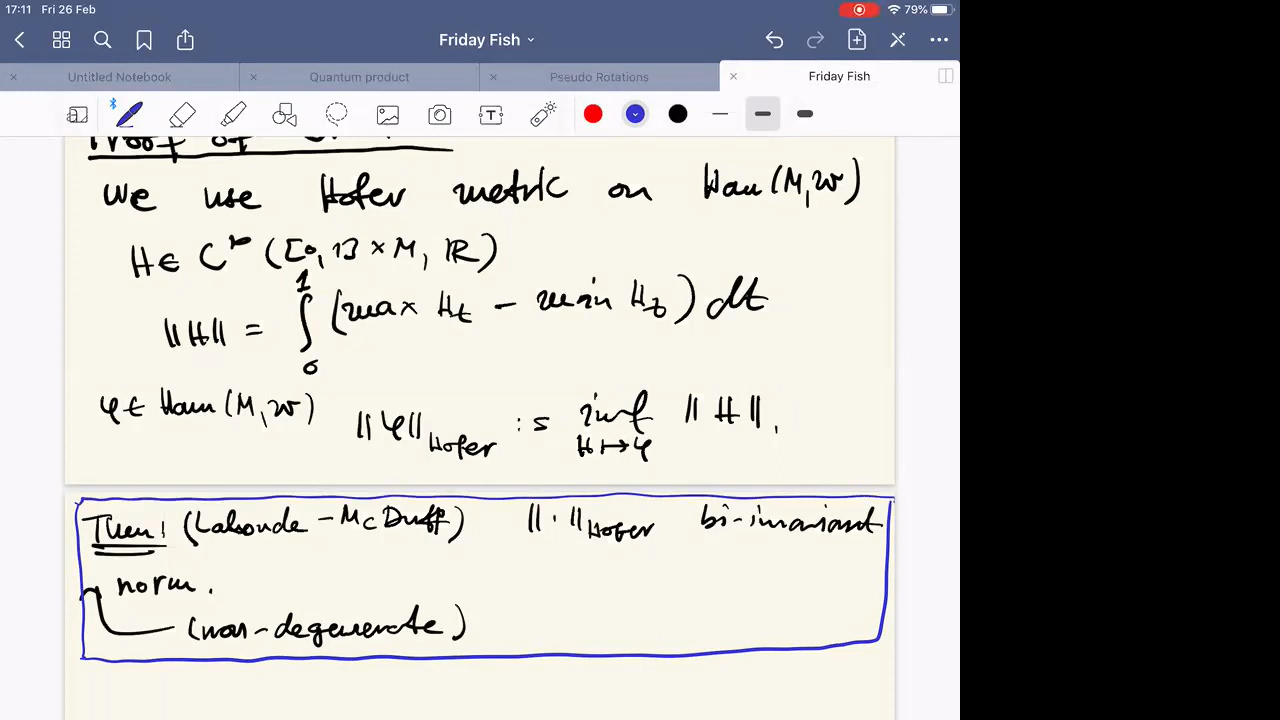 17:11 Fri 26 Feb 79%
Friday Fish
Untitled Notebook Quantum product Pseudo Rotations Friday Fish
Proof of
We use Hofer metric on Ham(M,ω)
H ∈ C^∞ ([0,1] × M, ℝ)
||H|| = ∫₀¹ (max H_t - min H_t) dt
φ ∈ Ham(M,ω) ||φ||_Hofer := inf_{H↦φ} ||H||.
Thm: (Lalonde - McDuff) ||·||_Hofer bi-invariant
norm.
(non-degenerate)